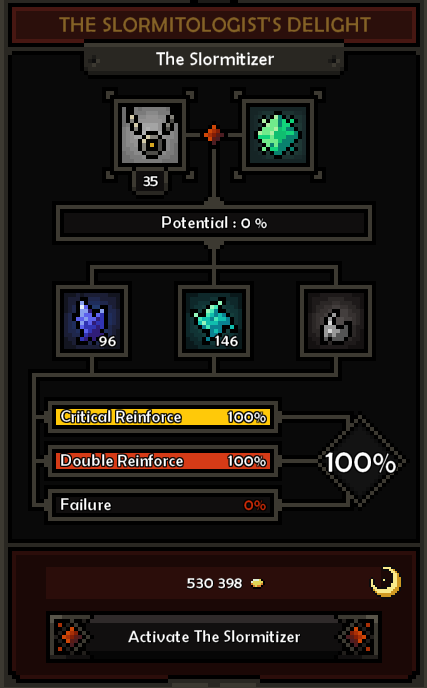 THE SLORMITOLOGIST'S DELIGHT
The Slormitizer
35
Potential : 0 %
96
146
Critical Reinforce 100%
Double Reinforce 100%
100%
Failure 0%
530 398
Activate The Slormitizer